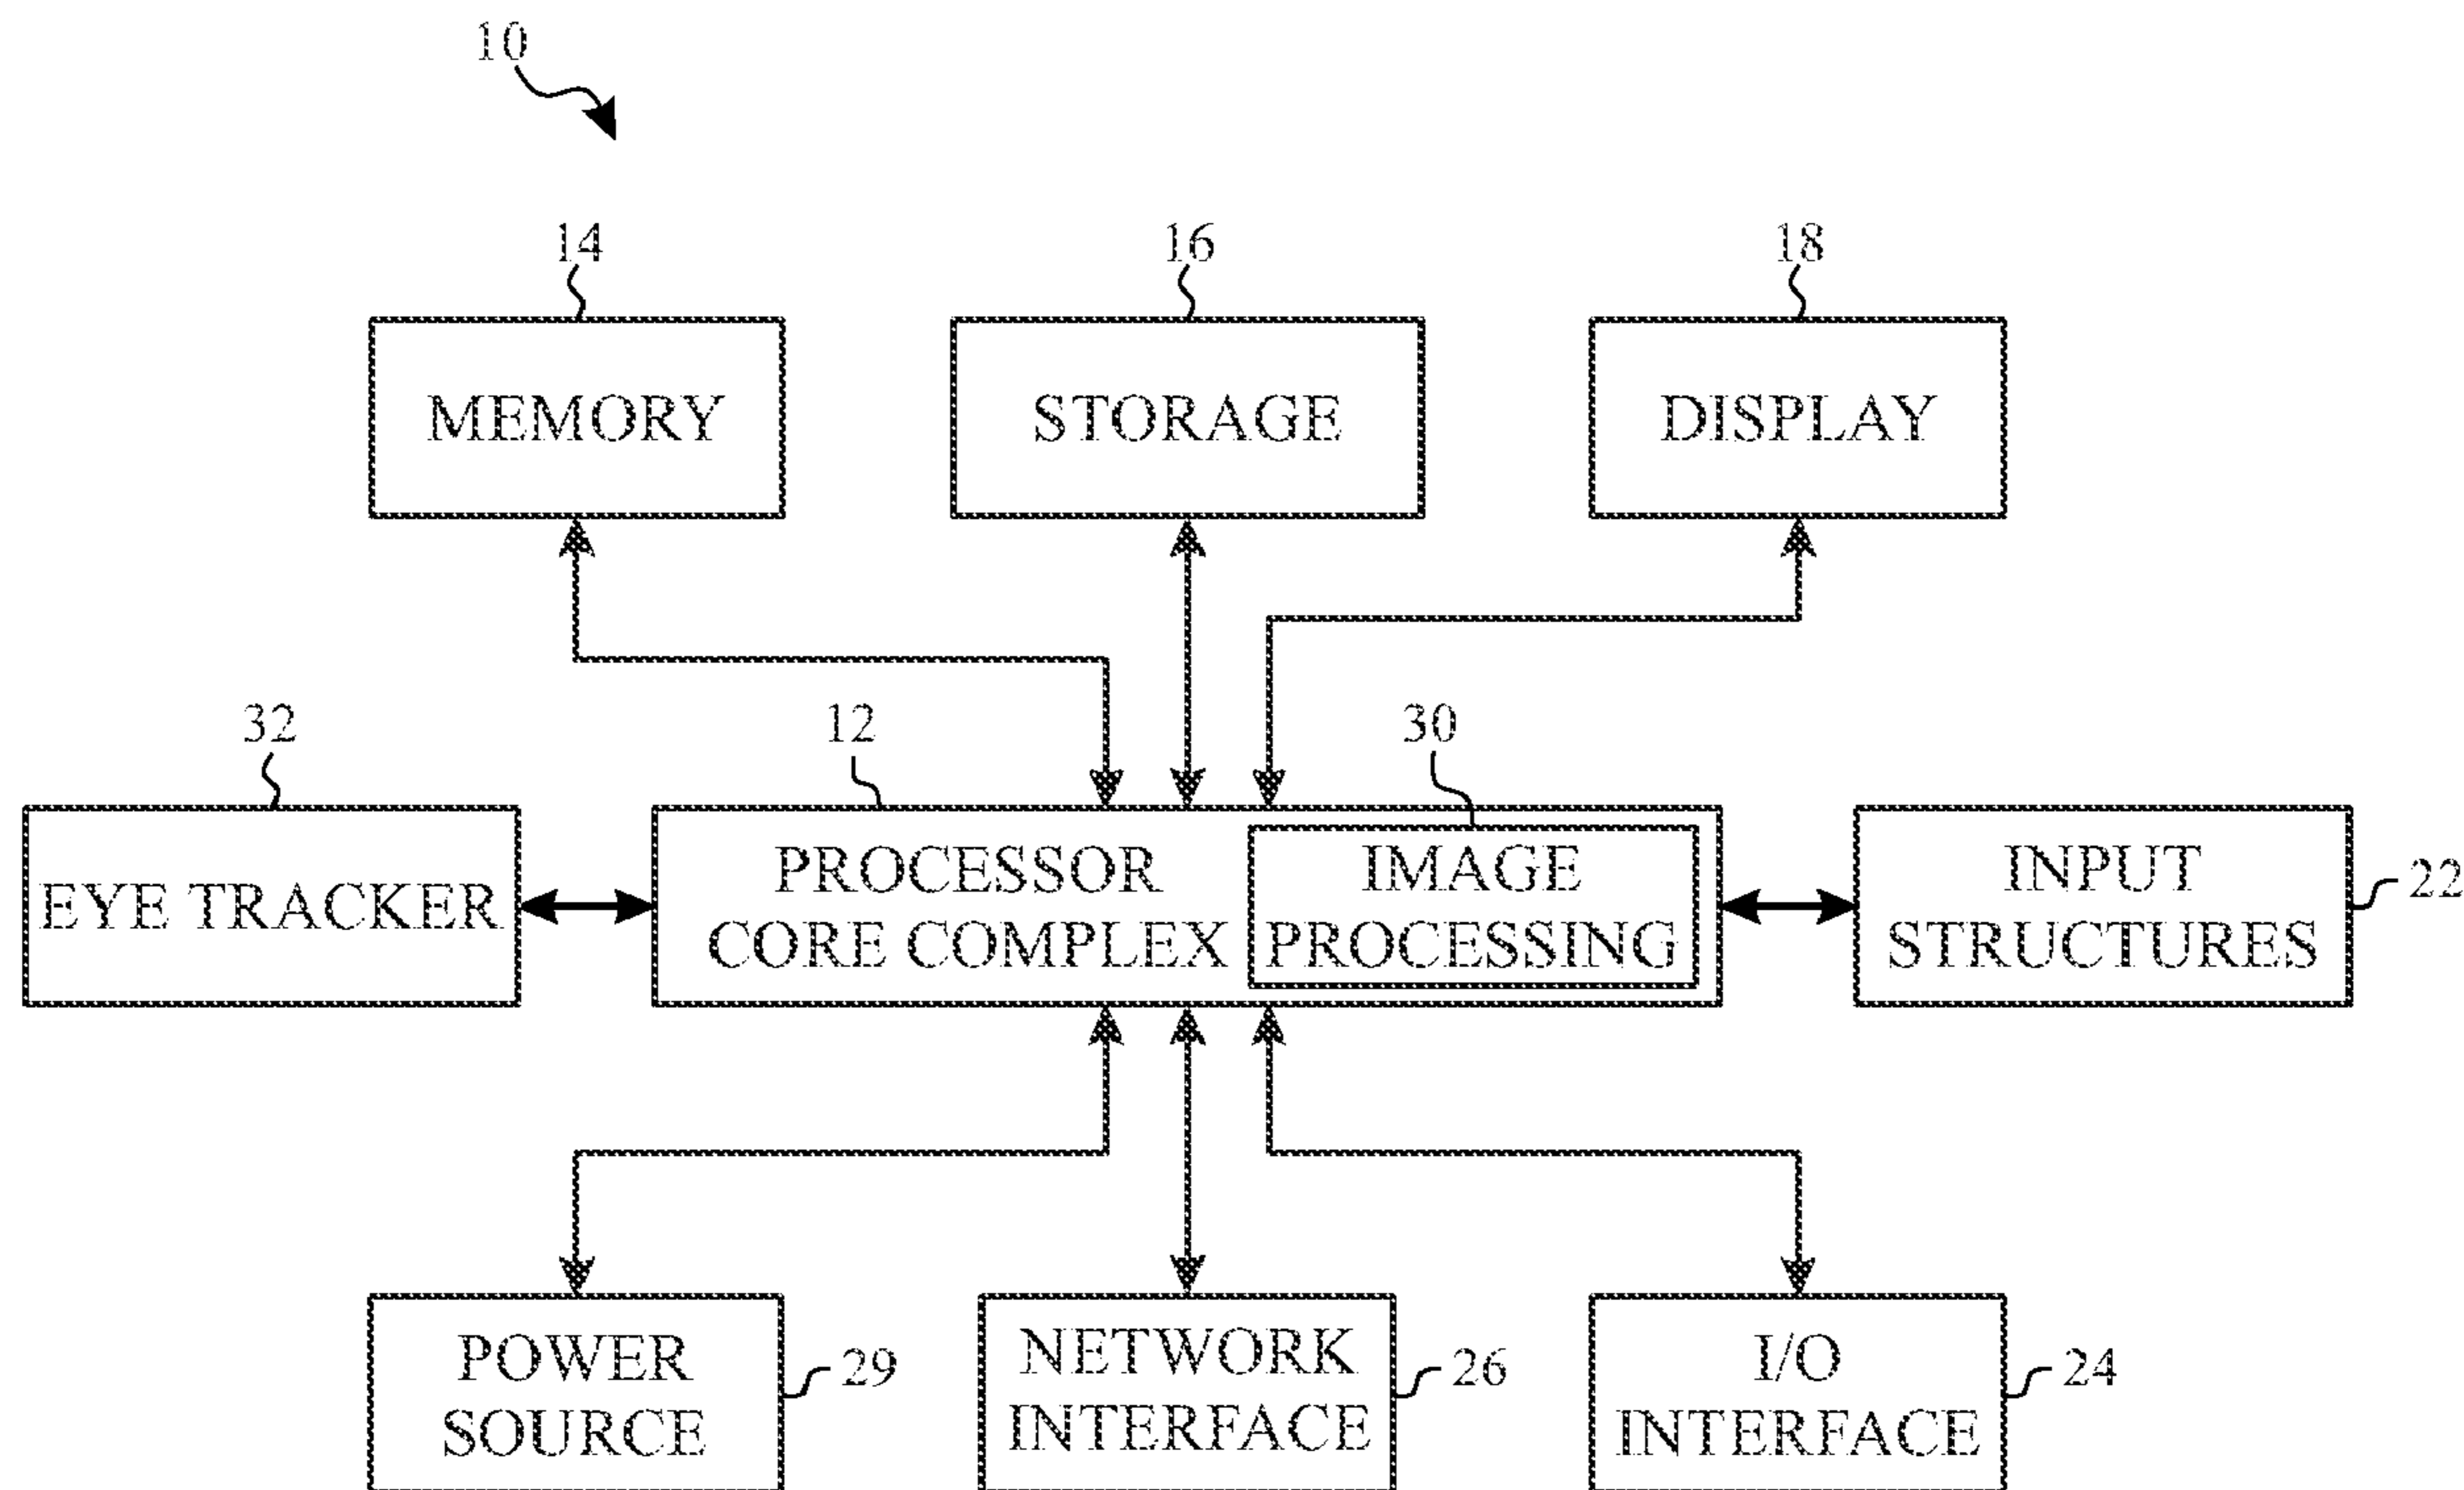 10
14
16
18
MEMORY
STORAGE
DISPLAY
32
12
30
EYE TRACKER
PROCESSOR
CORE COMPLEX
IMAGE
PROCESSING
INPUT
STRUCTURES
22
POWER
SOURCE
29
NETWORK
INTERFACE
26
I/O
INTERFACE
24